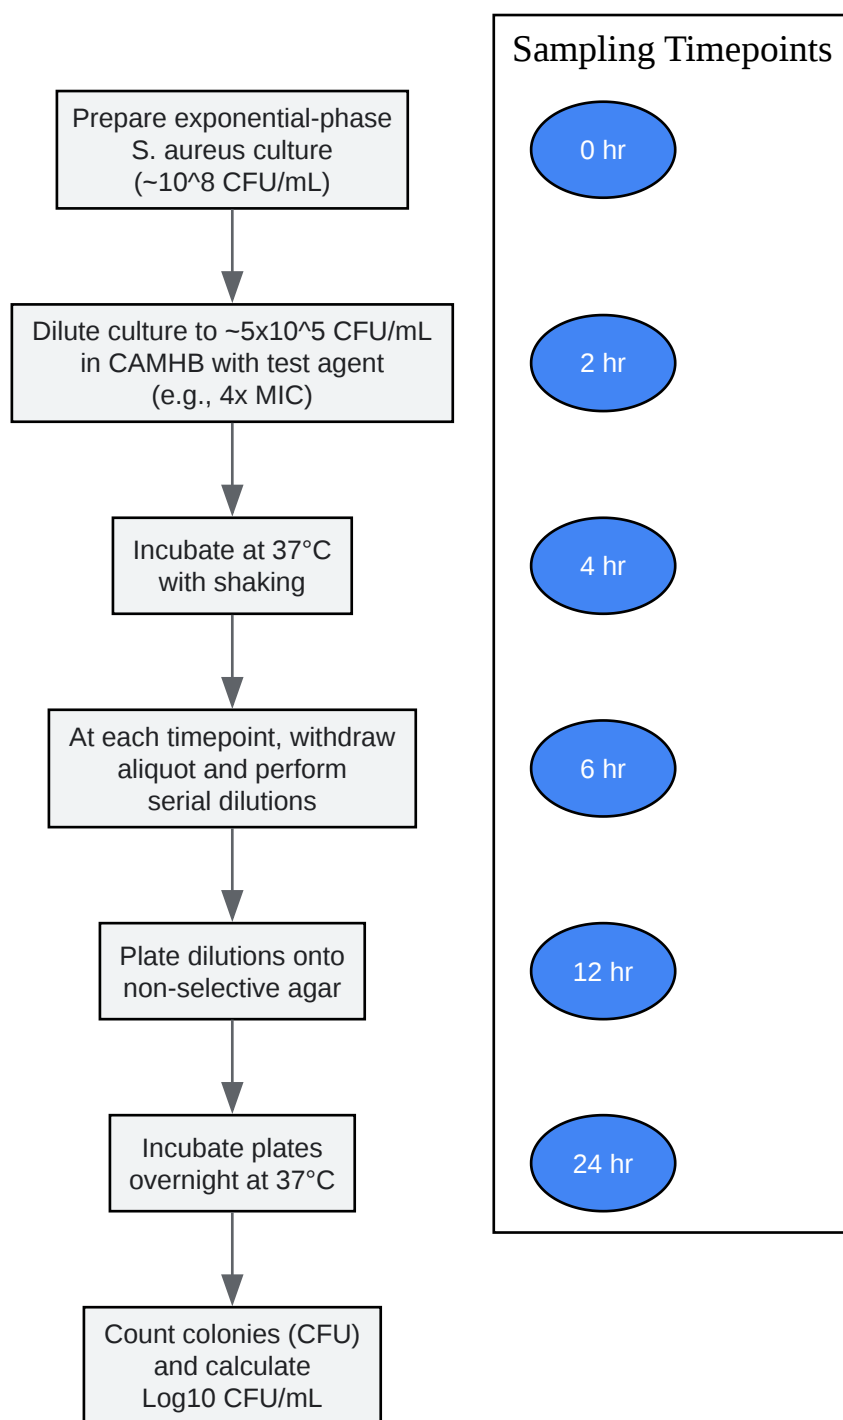 Prepare exponential-phase
S. aureus culture
(~10^8 CFU/mL)
Dilute culture to ~5x10^5 CFU/mL
in CAMHB with test agent
(e.g., 4x MIC)
Incubate at 37°C
with shaking
At each timepoint, withdraw
aliquot and perform
serial dilutions
Plate dilutions onto
non-selective agar
Incubate plates
overnight at 37°C
Count colonies (CFU)
and calculate
Log10 CFU/mL
Sampling Timepoints
0 hr
2 hr
4 hr
6 hr
12 hr
24 hr